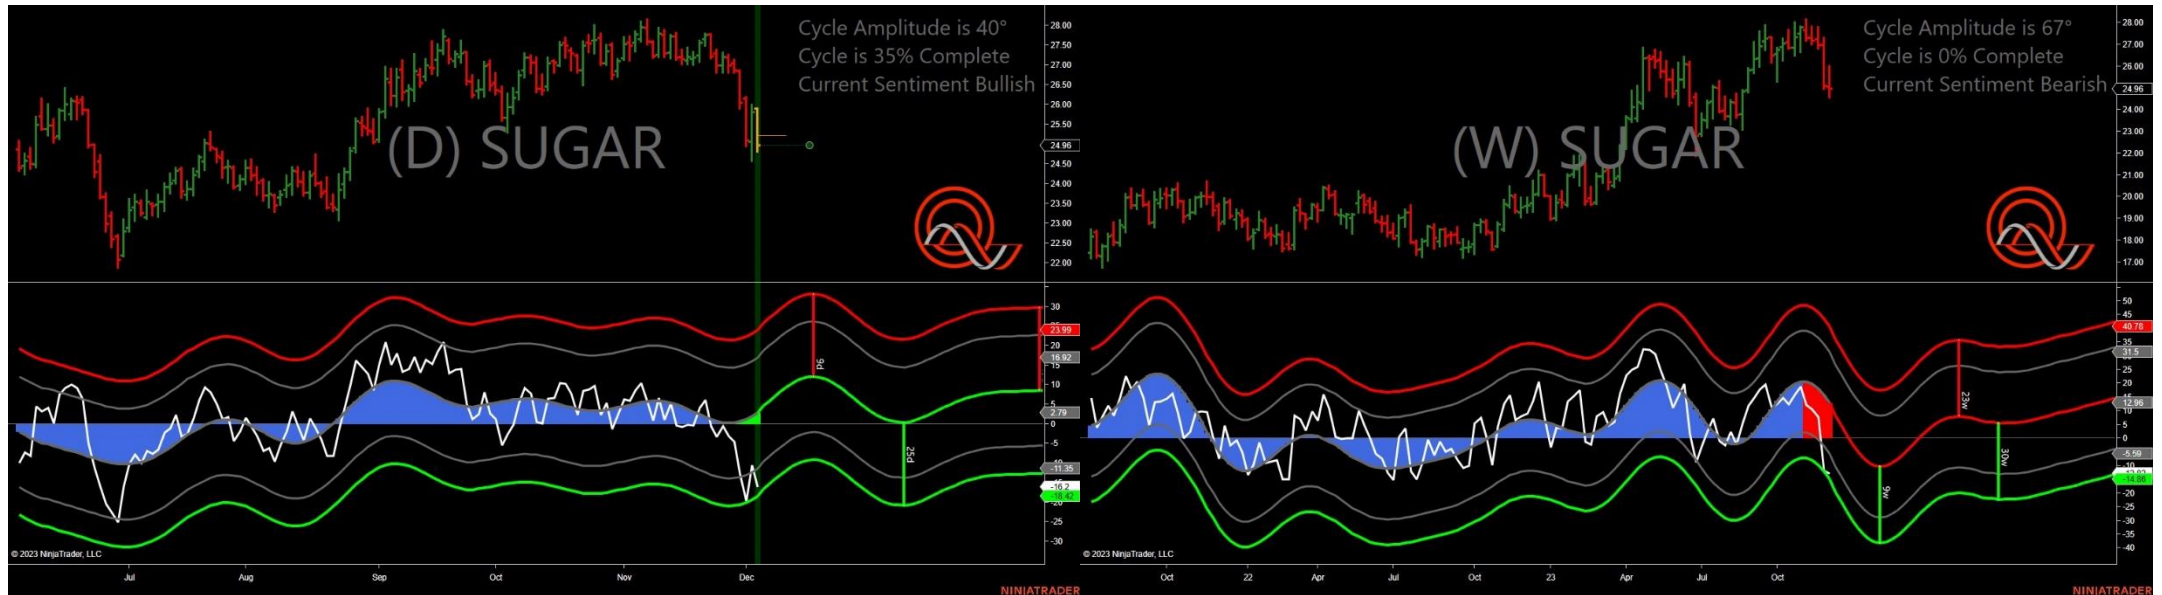 Cycle Amplitude is 40°
Cycle is 35% Complete
Current Sentiment Bullish
(D) SUGAR
28.00
27.50
27.00
26.50
26.00
25.50
24.96
24.50
24.00
23.50
23.00
22.50
22.00
30
23.99
20
16.92
10
5
2.79
0
-5
-11.35
-16.2
-18.42
-25
-30
9d
25d
© 2023 NinjaTrader, LLC
Jul
Aug
Sep
Oct
Nov
Dec
NINJATRADER
Cycle Amplitude is 67°
Cycle is 0% Complete
Current Sentiment Bearish
(W) SUGAR
28.00
27.00
26.00
24.96
24.00
23.00
22.00
21.00
20.00
19.00
18.00
17.00
50
45
40.78
35
31.5
25
20
12.96
10
5
0
-5.59
-10
-14.86
-20
-25
-30
-35
-40
23w
9w
30w
© 2023 NinjaTrader, LLC
Oct
22
Apr
Jul
Oct
23
Apr
Jul
Oct
NINJATRADER